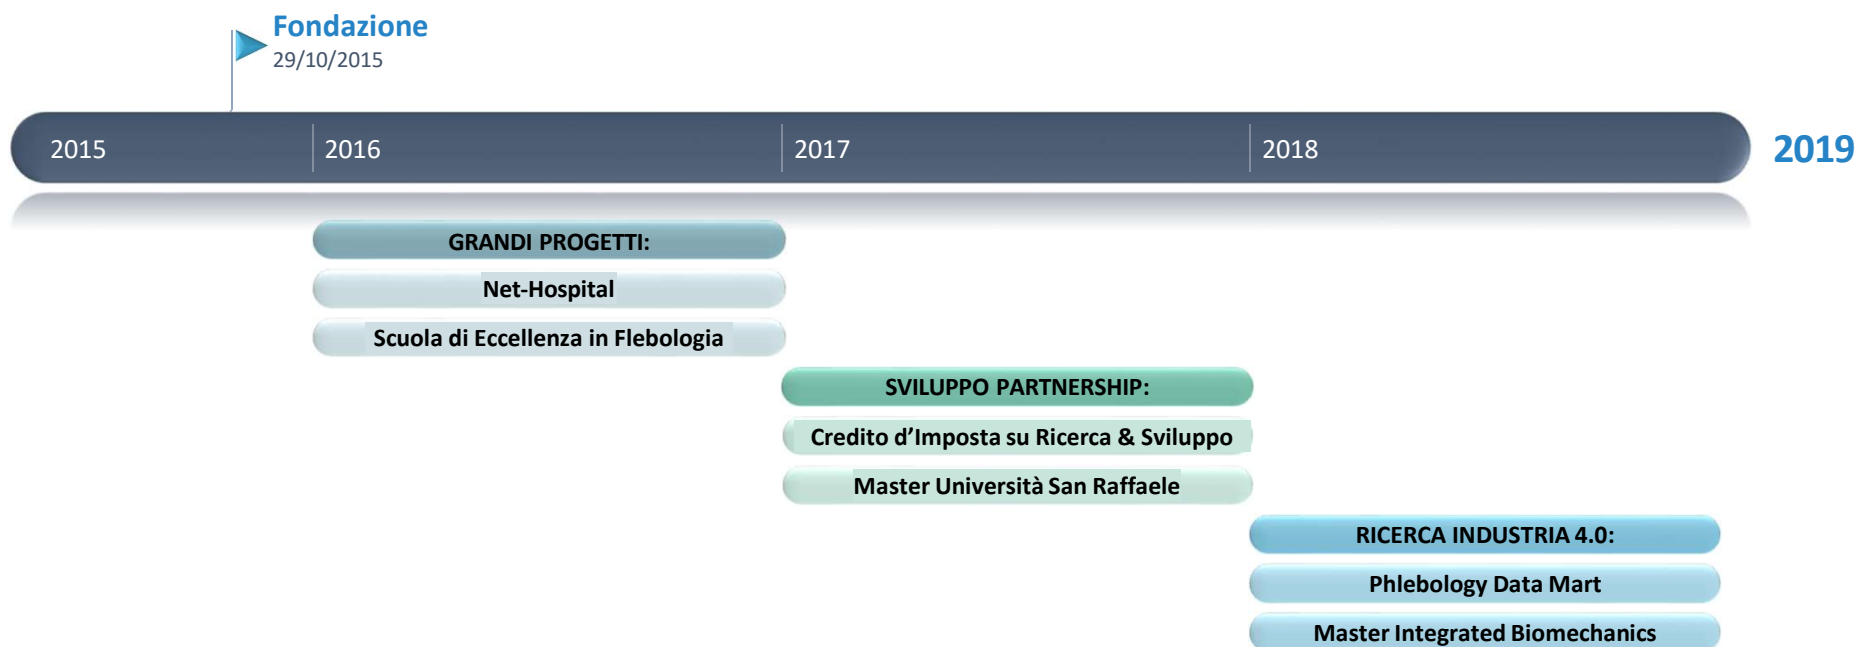 Fondazione
29/10/2015
2015 2016 2017 2018 2019
GRANDI PROGETTI:
Net-Hospital
Scuola di Eccellenza in Flebologia
SVILUPPO PARTNERSHIP:
Credito d’Imposta su Ricerca & Sviluppo
Master Università San Raffaele
RICERCA INDUSTRIA 4.0:
Phlebology Data Mart
Master Integrated Biomechanics